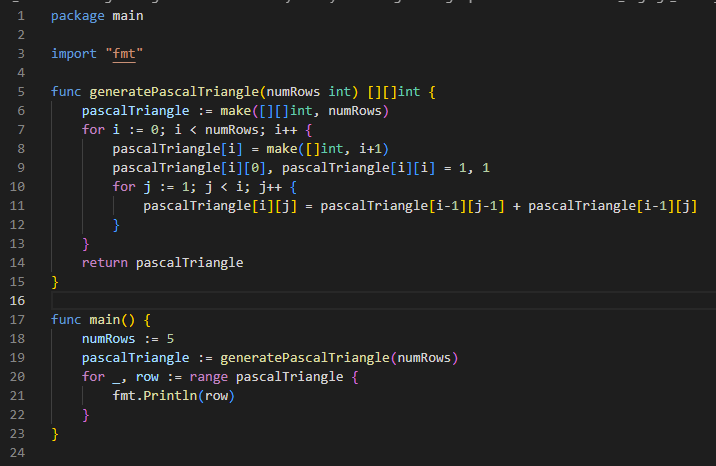 1 package main
2
3 import "fmt"
4
5 func generatePascalTriangle(numRows int) [][]int {
6 pascalTriangle := make([][]int, numRows)
7 for i := 0; i < numRows; i++ {
8 pascalTriangle[i] = make([]int, i+1)
9 pascalTriangle[i][0], pascalTriangle[i][i] = 1, 1
10 for j := 1; j < i; j++ {
11 pascalTriangle[i][j] = pascalTriangle[i-1][j-1] + pascalTriangle[i-1][j]
12 }
13 }
14 return pascalTriangle
15 }
16
17 func main() {
18 numRows := 5
19 pascalTriangle := generatePascalTriangle(numRows)
20 for _, row := range pascalTriangle {
21 fmt.Println(row)
22 }
23 }
24